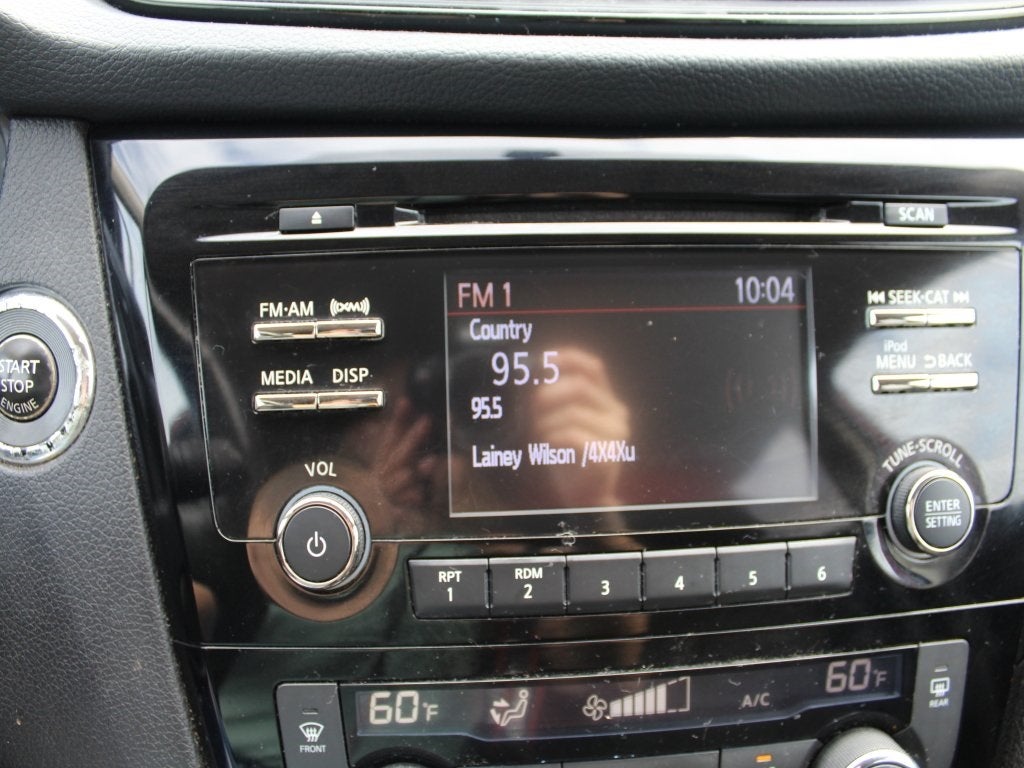 SCAN
FM·AM ((XM))
MEDIA DISP
VOL
START
STOP
ENGINE
FM 1 10:04
Country
95.5
95.5
Lainey Wilson /4X4Xu
SEEK·CAT
iPod
MENU BACK
TUNE·SCROLL
ENTER
SETTING
RPT
1
RDM
2
3
4
5
6
FRONT
60°F
A/C
60°F
REAR